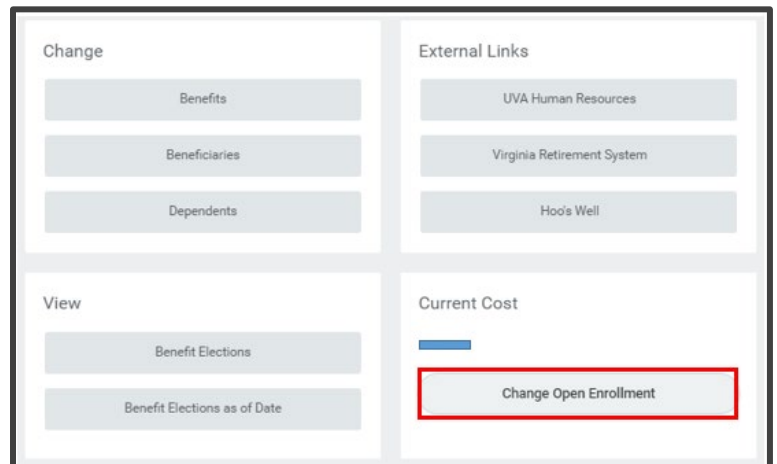 Change
Benefits
Beneficiaries
Dependents
External Links
UVA Human Resources
Virginia Retirement System
Hoo's Well
View
Benefit Elections
Benefit Elections as of Date
Current Cost
Change Open Enrollment